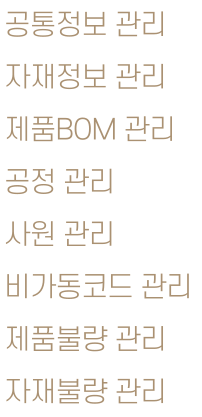 공통정보 관리
자재정보 관리
제품BOM 관리
공정 관리
사원 관리
비가동코드 관리
제품불량 관리
자재불량 관리